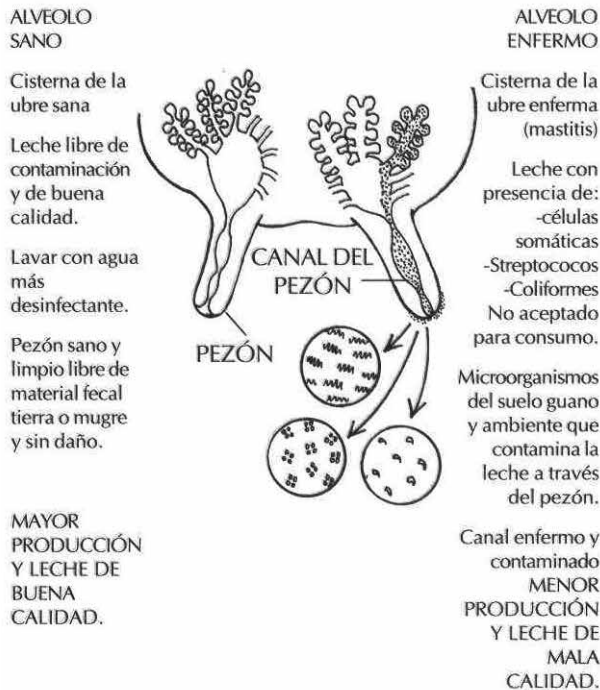 ALVEOLO
SANO
Cisterna de la
ubre sana
Leche libre de
contaminación
y de buena
calidad.
Lavar con agua
más
desinfectante.
Pezón sano y
limpio libre de
material fecal
tierra o mugre
y sin daño.
MAYOR
PRODUCCIÓN
Y LECHE DE
BUENA
CALIDAD.
CANAL DEL
PEZÓN
PEZÓN
ALVEOLO
ENFERMO
Cisterna de la
ubre enferma
(mastitis)
Leche con
presencia de:
-células
somáticas
-Streptococos
-Coliformes
No aceptado
para consumo.
Microorganismos
del suelo guano
y ambiente que
contamina la
leche a través
del pezón.
Canal enfermo y
contaminado
MENOR
PRODUCCIÓN
Y LECHE DE
MALA
CALIDAD.